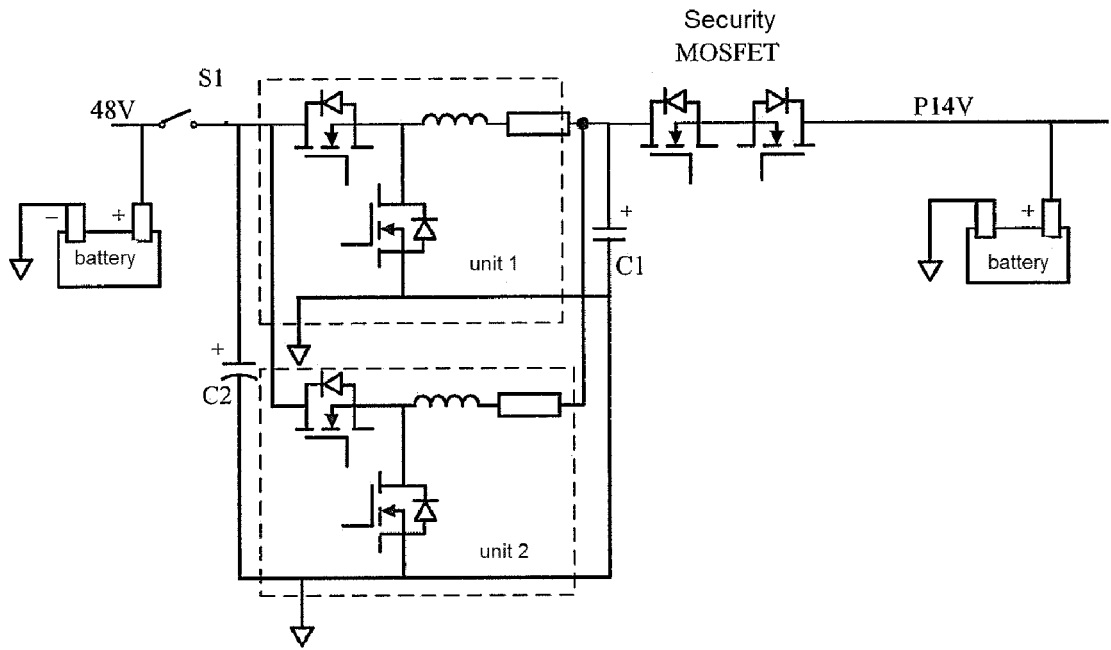 Security
MOSFET
S1
48V
P14V
− +
battery
unit 1
+
C1
+
battery
+
C2
unit 2